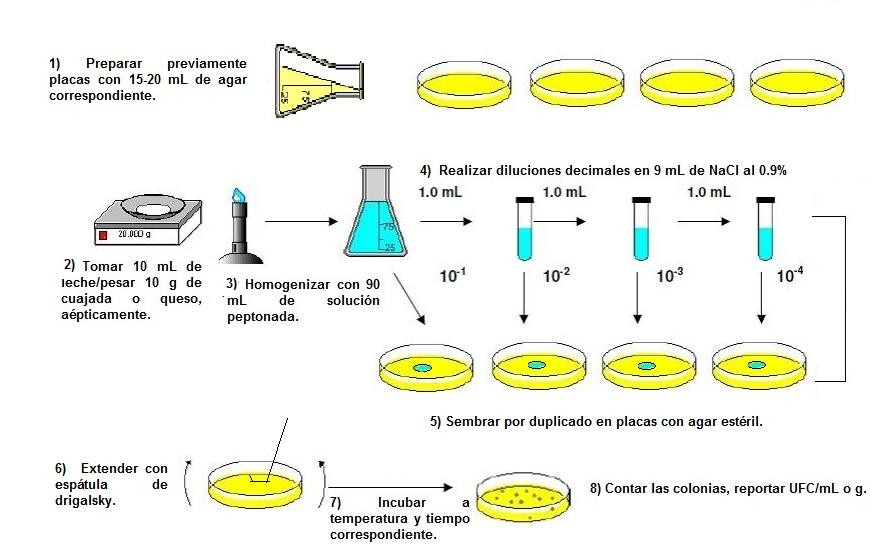 1) Preparar previamente
placas con 15-20 mL de agar
correspondiente.
75
25
4) Realizar diluciones decimales en 9 mL de NaCl al 0.9%
1.0 mL 1.0 mL 1.0 mL
20.000 g
75
25
2) Tomar 10 mL de
leche/pesar 10 g de
cuajada o queso,
aépticamente.
3) Homogenizar con 90
mL de solución
peptonada.
10-1 10-2 10-3 10-4
5) Sembrar por duplicado en placas con agar estéril.
6) Extender con
espátula de
drigalsky.
7) Incubar a
temperatura y tiempo
correspondiente.
8) Contar las colonias, reportar UFC/mL o g.